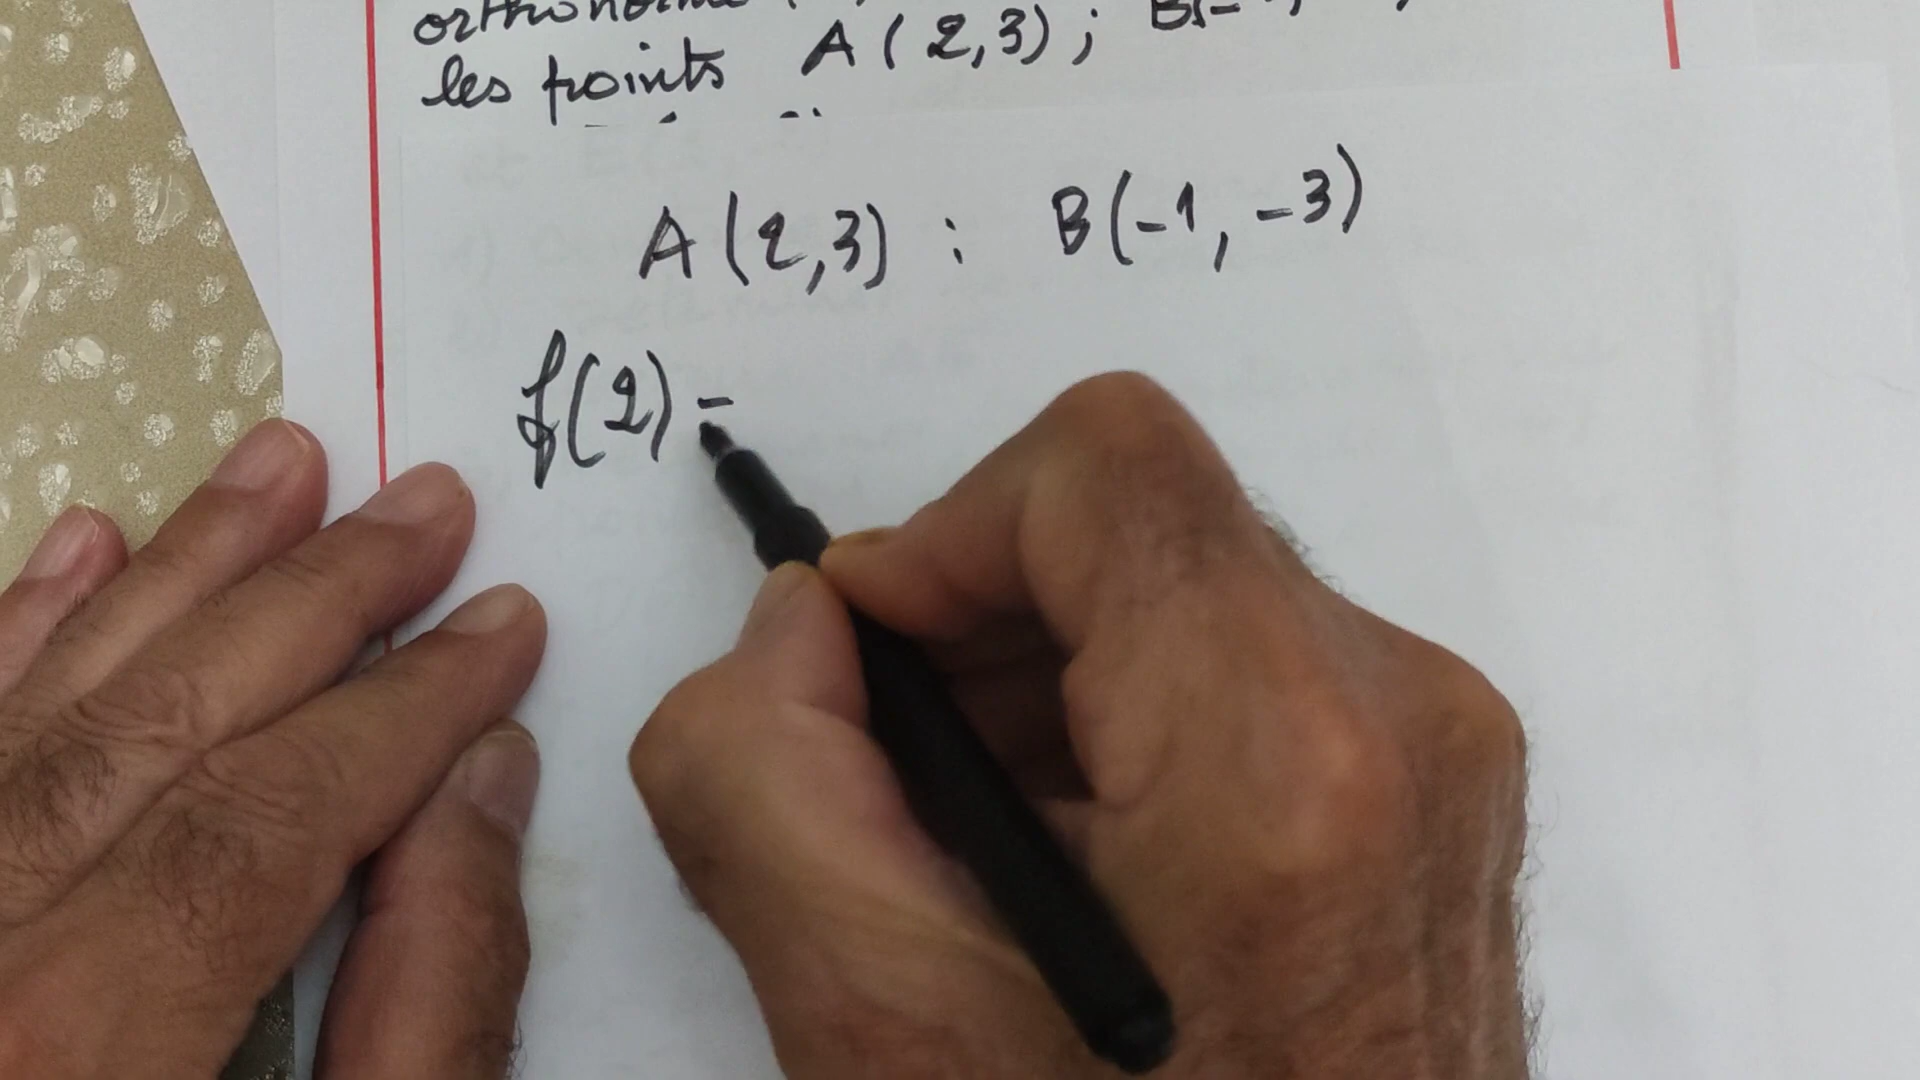 les points A(2,3);
A(2,3) : B(-1,-3)
f(2) =